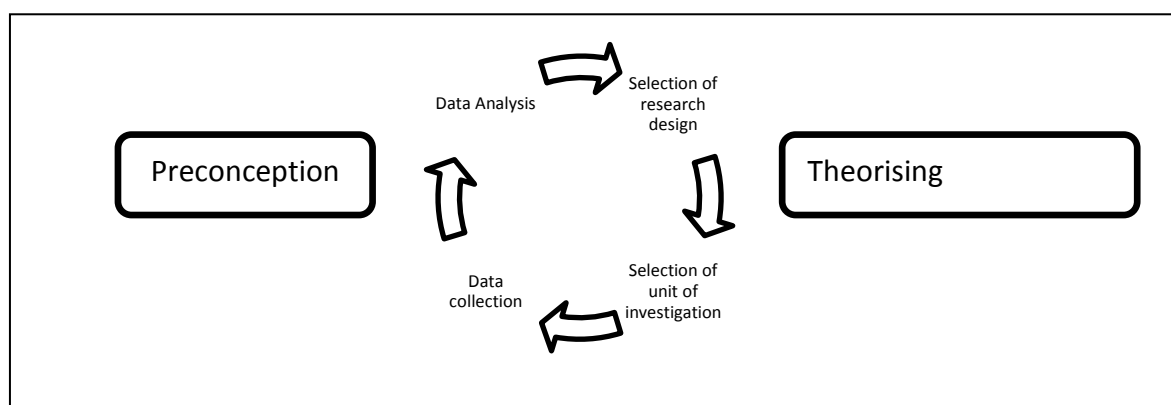 Preconception
Data Analysis
Selection of
research
design
Selection of
unit of
investigation
Data
collection
Theorising